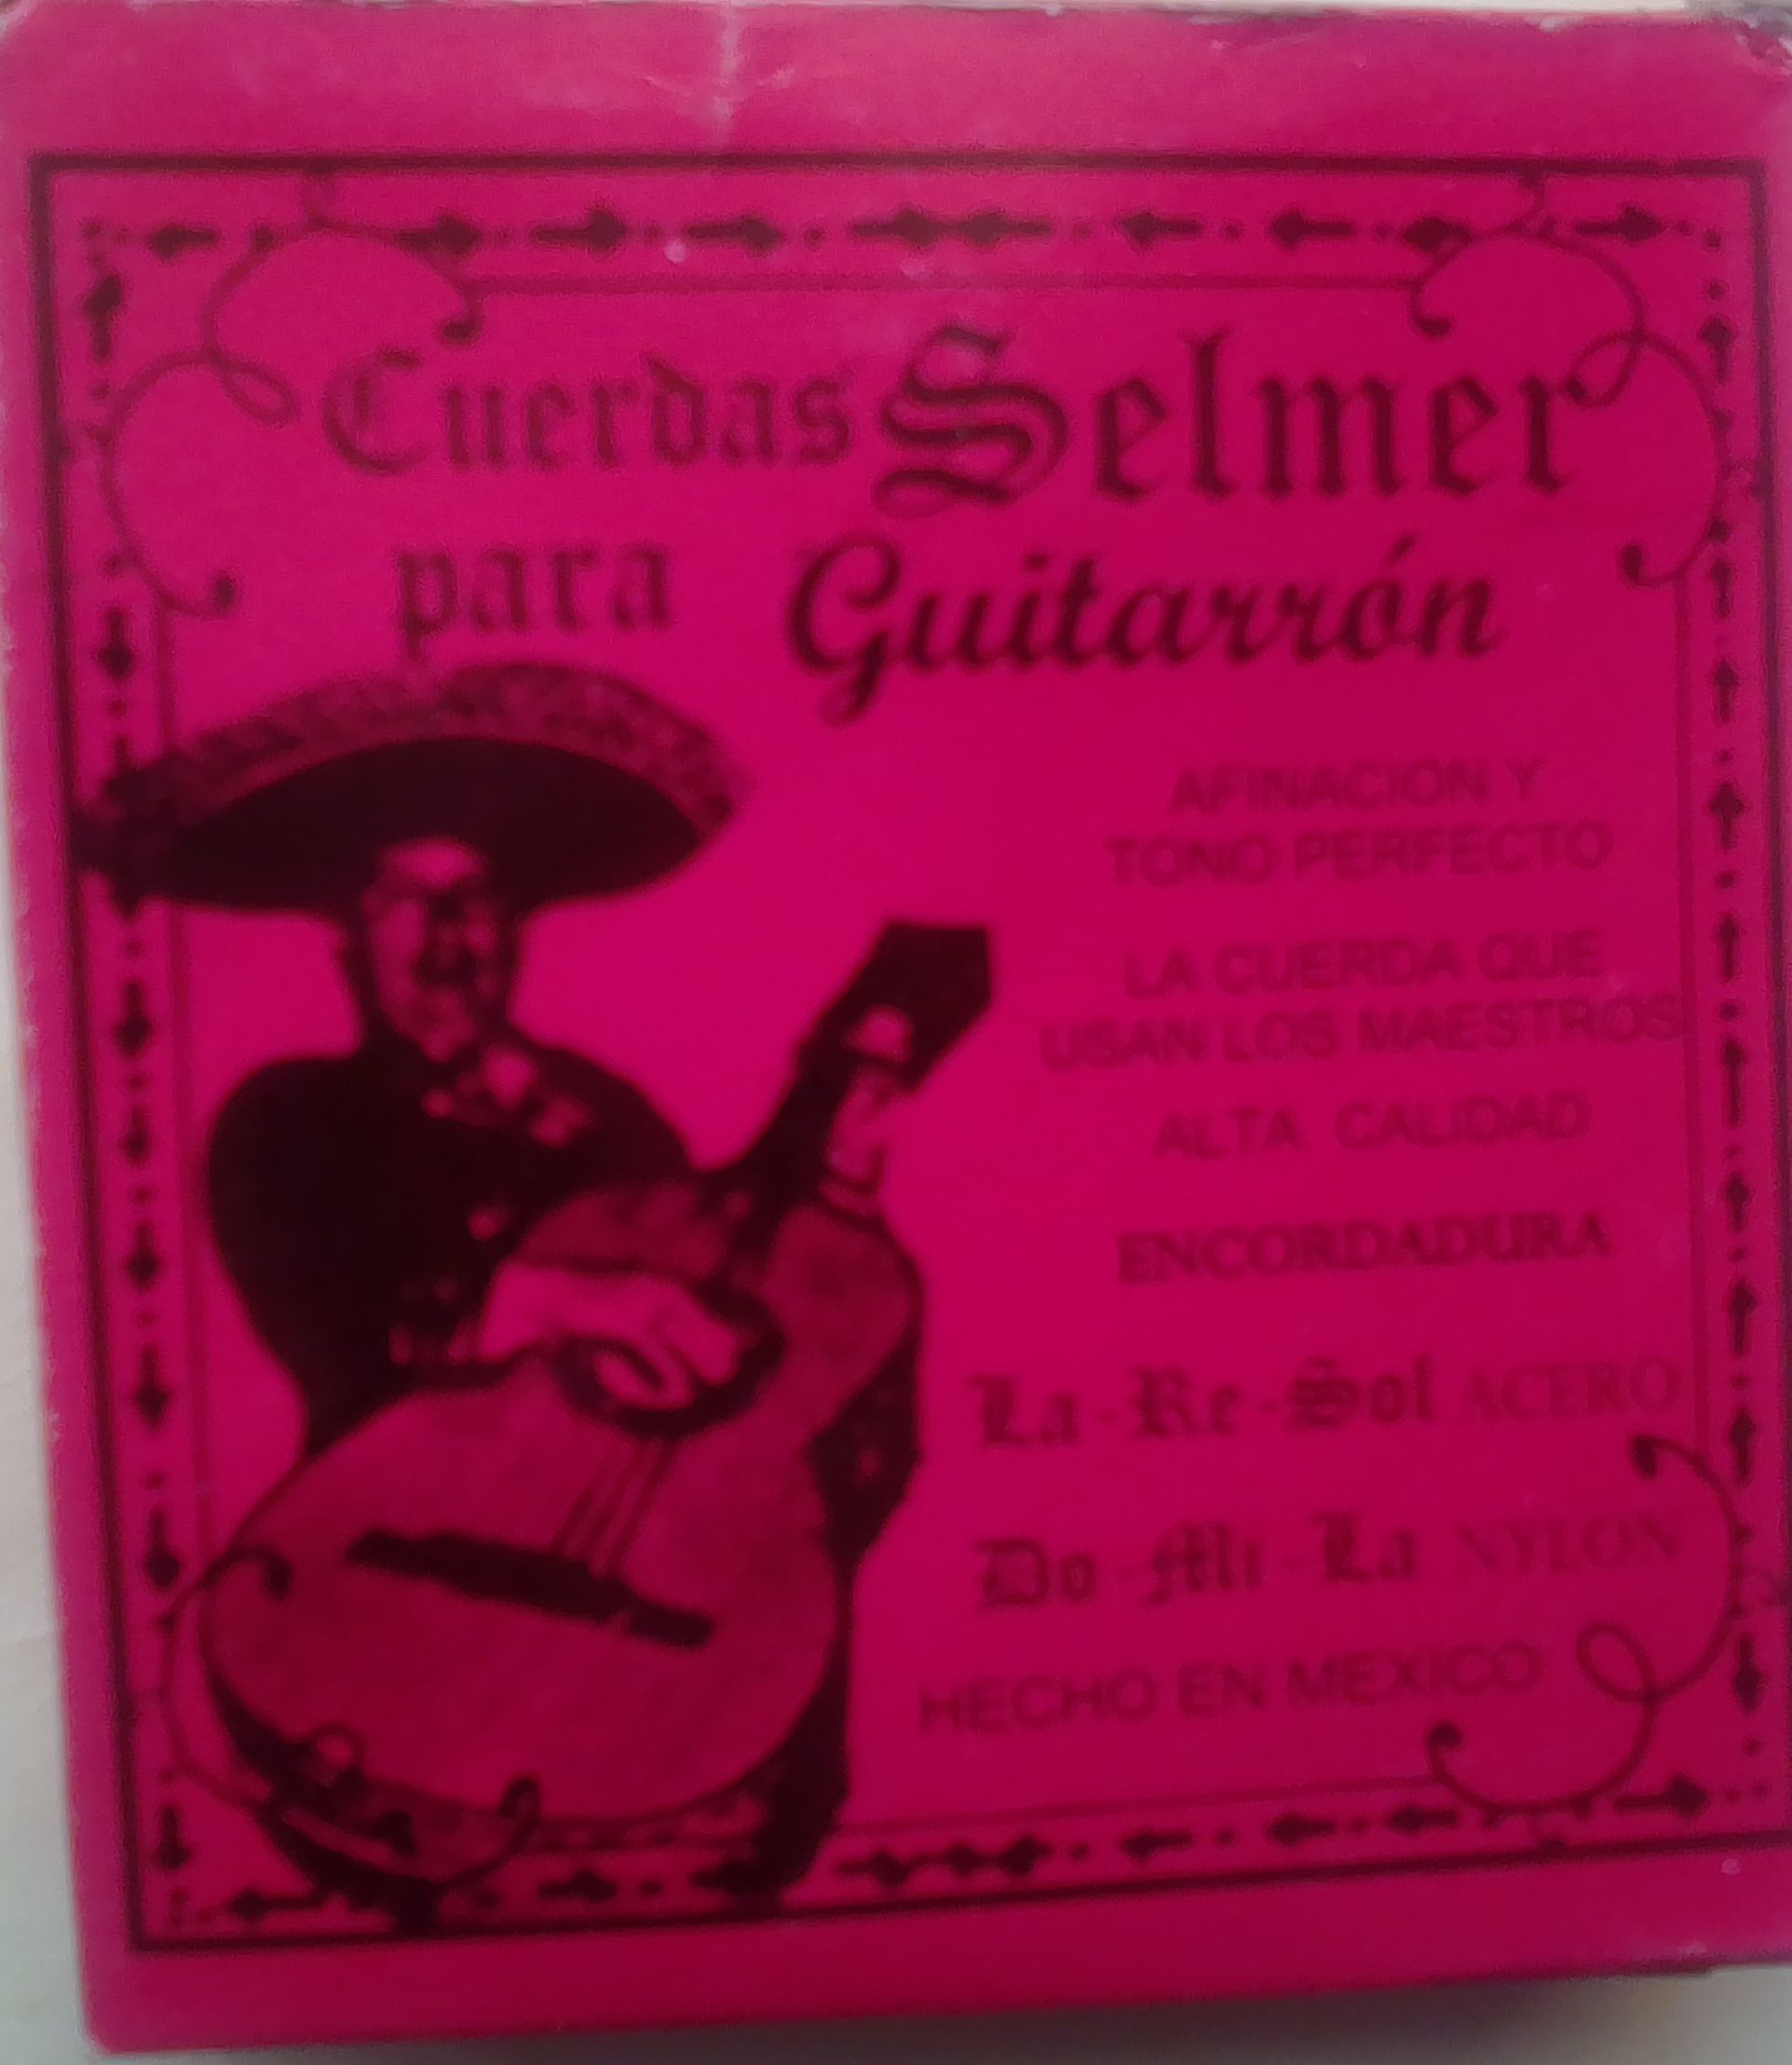 Cuerdas Selmer
para Guitarrón
AFINACION Y
TONO PERFECTO
LA CUERDA QUE
USAN LOS MAESTROS
ALTA CALIDAD
ENCORDADURA
La-Re-Sol ACERO
Do-Mi-La NYLON
HECHO EN MEXICO